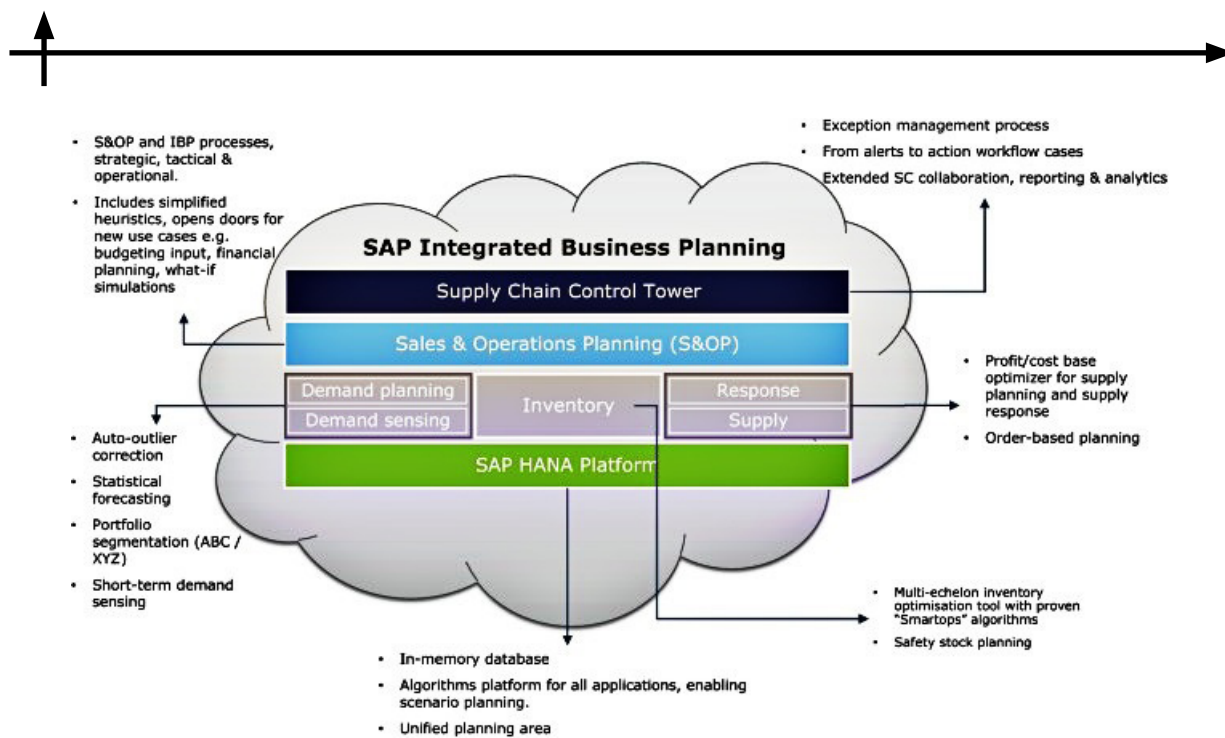 • S&OP and IBP processes,
strategic, tactical &
operational.
• Includes simplified
heuristics, opens doors for
new use cases e.g.
budgeting input, financial
planning, what-if
simulations
• Exception management process
• From alerts to action workflow cases
Extended SC collaboration, reporting & analytics
SAP Integrated Business Planning
Supply Chain Control Tower
Sales & Operations Planning (S&OP)
Demand planning
Demand sensing
Inventory
Response
Supply
SAP HANA Platform
• Profit/cost base
optimizer for supply
planning and supply
response
• Order-based planning
• Auto-outlier
correction
• Statistical
forecasting
• Portfolio
segmentation (ABC /
XYZ)
• Short-term demand
sensing
• Multi-echelon inventory
optimisation tool with proven
"Smartops" algorithms
• Safety stock planning
• In-memory database
• Algorithms platform for all applications, enabling
scenario planning.
• Unified planning area